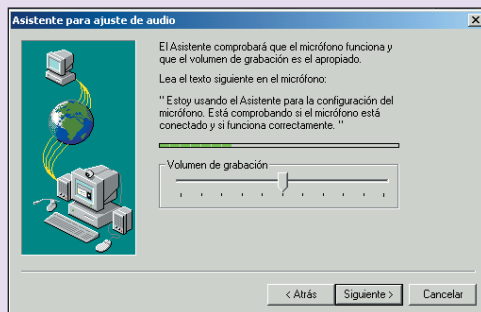 Asistente para ajuste de audio
El Asistente comprobará que el micrófono funciona y
que el volumen de grabación es el apropiado.
Lea el texto siguiente en el micrófono:
" Estoy usando el Asistente para la configuración del
micrófono. Está comprobando si el micrófono está
conectado y si funciona correctamente. "
Volumen de grabación
< Atrás
Siguiente >
Cancelar